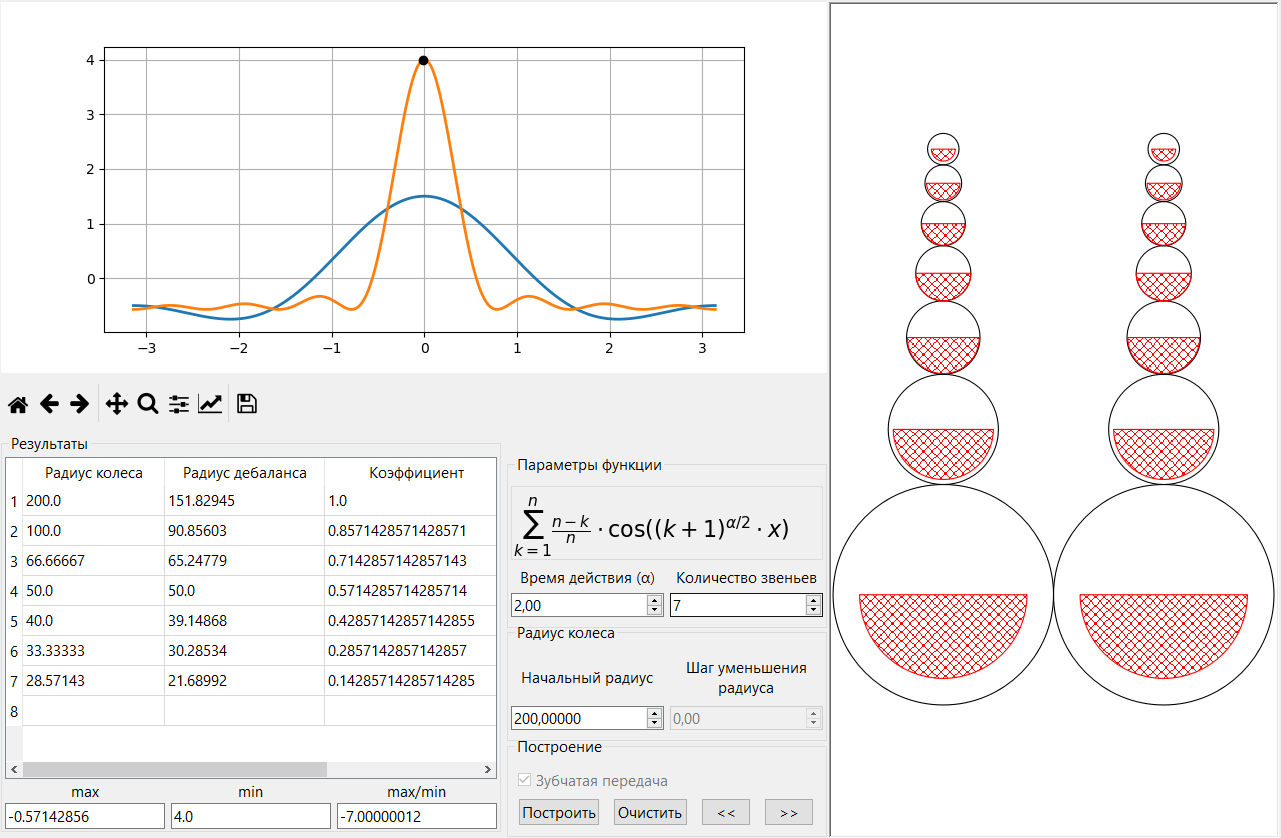 4
3
2
1
0
−3 −2 −1 0 1 2 3
Результаты
Радиус колеса Радиус дебаланса Коэффициент
1 200.0 151.82945 1.0
2 100.0 90.85603 0.8571428571428571
3 66.66667 65.24779 0.7142857142857143
4 50.0 50.0 0.5714285714285714
5 40.0 39.14868 0.42857142857142855
6 33.33333 30.28534 0.2857142857142857
7 28.57143 21.68992 0.14285714285714285
8
max min max/min
-0.57142856 4.0 -7.00000012
Параметры функции
n
∑ (n − k)/n · cos((k + 1)^{α/2} · x)
k = 1
Время действия (α) Количество звеньев
2,00 7
Радиус колеса
Начальный радиус Шаг уменьшения
радиуса
200,00000 0,00
Построение
Зубчатая передача
Построить Очистить << >>